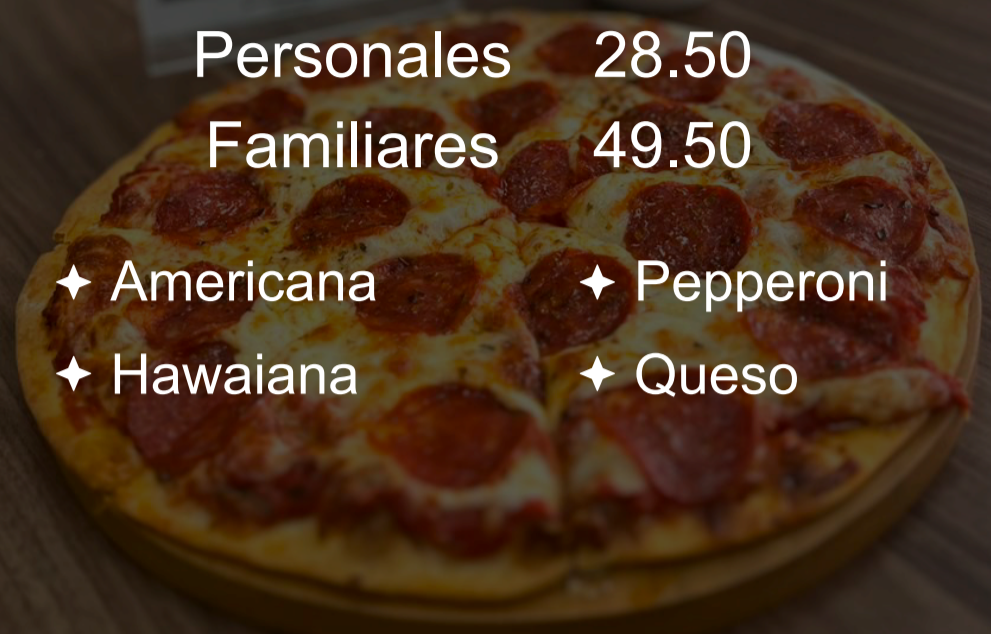 Personales 28.50
Familiares 49.50
✦ Americana ✦ Pepperoni
✦ Hawaiana ✦ Queso